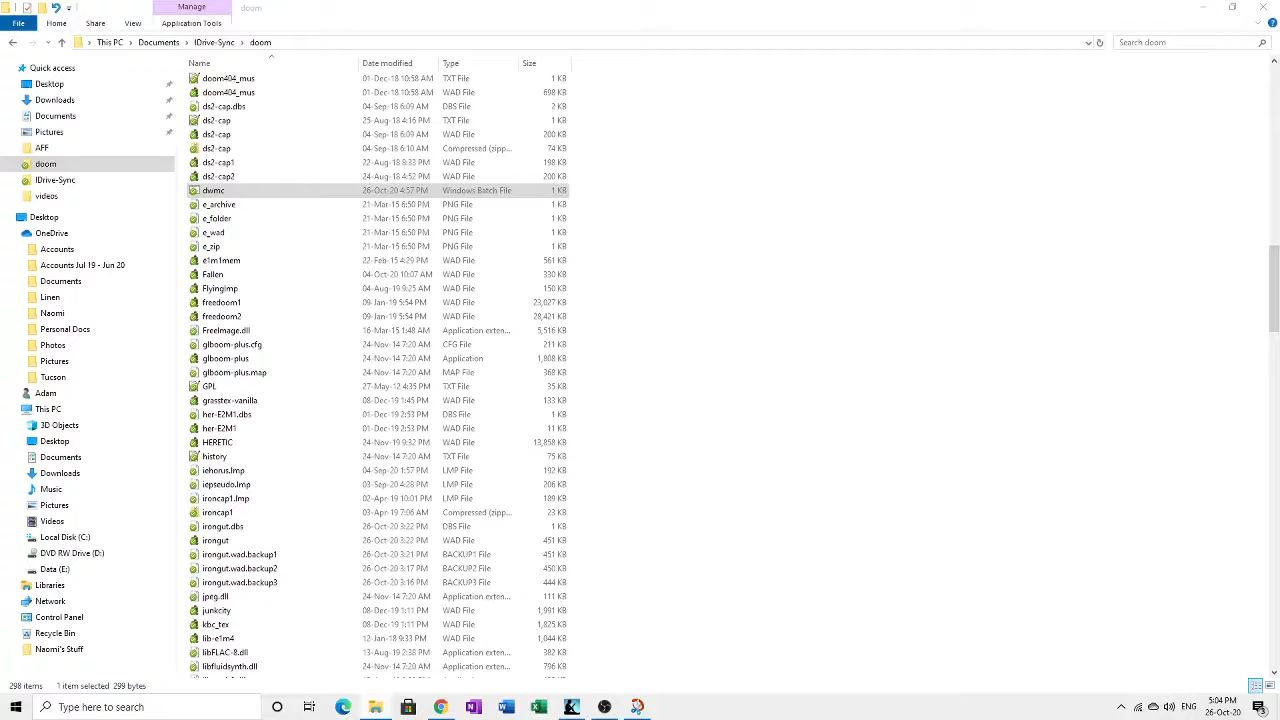 Manage
doom
File Home Share View Application Tools
This PC Documents IDrive-Sync doom Search doom
Name Date modified Type Size
Quick access
Desktop
Downloads
Documents
Pictures
AFF
doom
IDrive-Sync
videos
Desktop
OneDrive
Accounts
Accounts Jul 19 - Jun 20
Documents
Linen
Naomi
Personal Docs
Photos
Pictures
Tucson
Adam
This PC
3D Objects
Desktop
Documents
Downloads
Music
Pictures
Videos
Local Disk (C:)
DVD RW Drive (D:)
Data (E:)
Libraries
Network
Control Panel
Recycle Bin
Naomi's Stuff
doom404_mus 01-Dec-18 10:58 AM TXT File 1 KB
doom404_mus 01-Dec-18 10:58 AM WAD File 698 KB
ds2-cap.dbs 04-Sep-18 6:09 AM DBS File 2 KB
ds2-cap 25-Aug-18 4:16 PM TXT File 1 KB
ds2-cap 04-Sep-18 6:09 AM WAD File 200 KB
ds2-cap 04-Sep-18 6:10 AM Compressed (zipp... 74 KB
ds2-cap1 22-Aug-18 8:33 PM WAD File 198 KB
ds2-cap2 24-Aug-18 4:52 PM WAD File 200 KB
dwmc 26-Oct-20 4:57 PM Windows Batch File 1 KB
e_archive 21-Mar-15 6:50 PM PNG File 1 KB
e_folder 21-Mar-15 6:50 PM PNG File 1 KB
e_wad 21-Mar-15 6:50 PM PNG File 1 KB
e_zip 21-Mar-15 6:50 PM PNG File 1 KB
e1m1mem 22-Feb-15 4:29 PM WAD File 561 KB
Fallen 04-Oct-20 10:07 AM WAD File 330 KB
FlyingImp 04-Aug-19 9:25 AM WAD File 150 KB
freedoom1 09-Jan-19 5:54 PM WAD File 23,027 KB
freedoom2 09-Jan-19 5:54 PM WAD File 28,421 KB
FreeImage.dll 16-Mar-15 1:48 AM Application exten... 5,516 KB
glboom-plus.cfg 24-Nov-14 7:20 AM CFG File 211 KB
glboom-plus 24-Nov-14 7:20 AM Application 1,808 KB
glboom-plus.map 24-Nov-14 7:20 AM MAP File 368 KB
GPL 27-May-12 4:35 PM TXT File 35 KB
grasstex-vanilla 08-Dec-19 1:45 PM WAD File 133 KB
her-E2M1.dbs 01-Dec-19 2:53 PM DBS File 1 KB
her-E2M1 01-Dec-19 2:53 PM WAD File 11 KB
HERETIC 24-Nov-19 9:32 PM WAD File 13,858 KB
history 24-Nov-14 7:20 AM TXT File 75 KB
iehorus.lmp 04-Sep-20 1:57 PM LMP File 192 KB
iipseudo.lmp 03-Sep-20 4:28 PM LMP File 206 KB
ironcap1.lmp 02-Apr-19 10:01 PM LMP File 189 KB
ironcap1 03-Apr-19 7:06 AM Compressed (zipp... 23 KB
irongut.dbs 26-Oct-20 3:22 PM DBS File 1 KB
irongut 26-Oct-20 3:22 PM WAD File 451 KB
irongut.wad.backup1 26-Oct-20 3:21 PM BACKUP1 File 451 KB
irongut.wad.backup2 26-Oct-20 3:17 PM BACKUP2 File 450 KB
irongut.wad.backup3 26-Oct-20 3:16 PM BACKUP3 File 444 KB
jpeg.dll 24-Nov-14 7:20 AM Application exten... 111 KB
junkcity 08-Dec-19 1:11 PM WAD File 1,991 KB
kbc_tex 08-Dec-19 1:11 PM WAD File 1,825 KB
lib-e1m4 12-Jan-18 9:33 PM WAD File 1,044 KB
libFLAC-8.dll 13-Aug-19 2:38 PM Application exten... 382 KB
libfluidsynth.dll 24-Nov-14 7:20 AM Application exten... 796 KB
298 items 1 item selected 299 bytes
Type here to search
ENG
5:04 PM
26-Oct-20